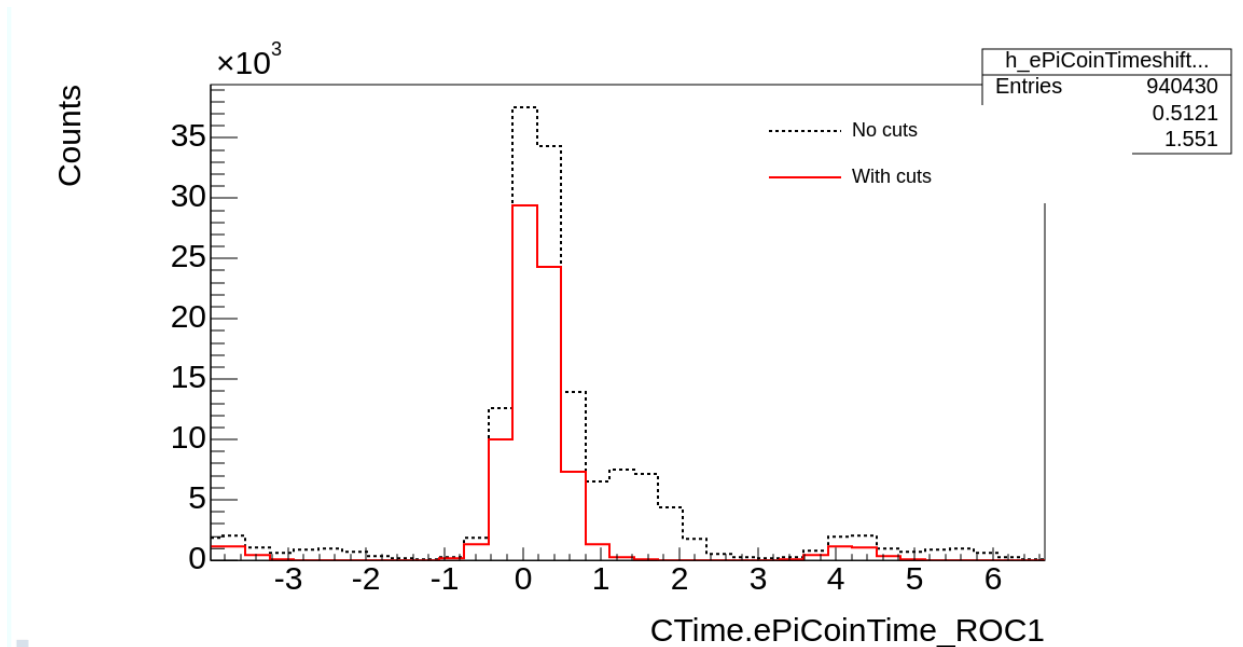 ×10³
Counts
h_ePiCoinTimeshift...
Entries 940430
0.5121
1.551
No cuts
With cuts
35
30
25
20
15
10
5
0
-3 -2 -1 0 1 2 3 4 5 6
CTime.ePiCoinTime_ROC1